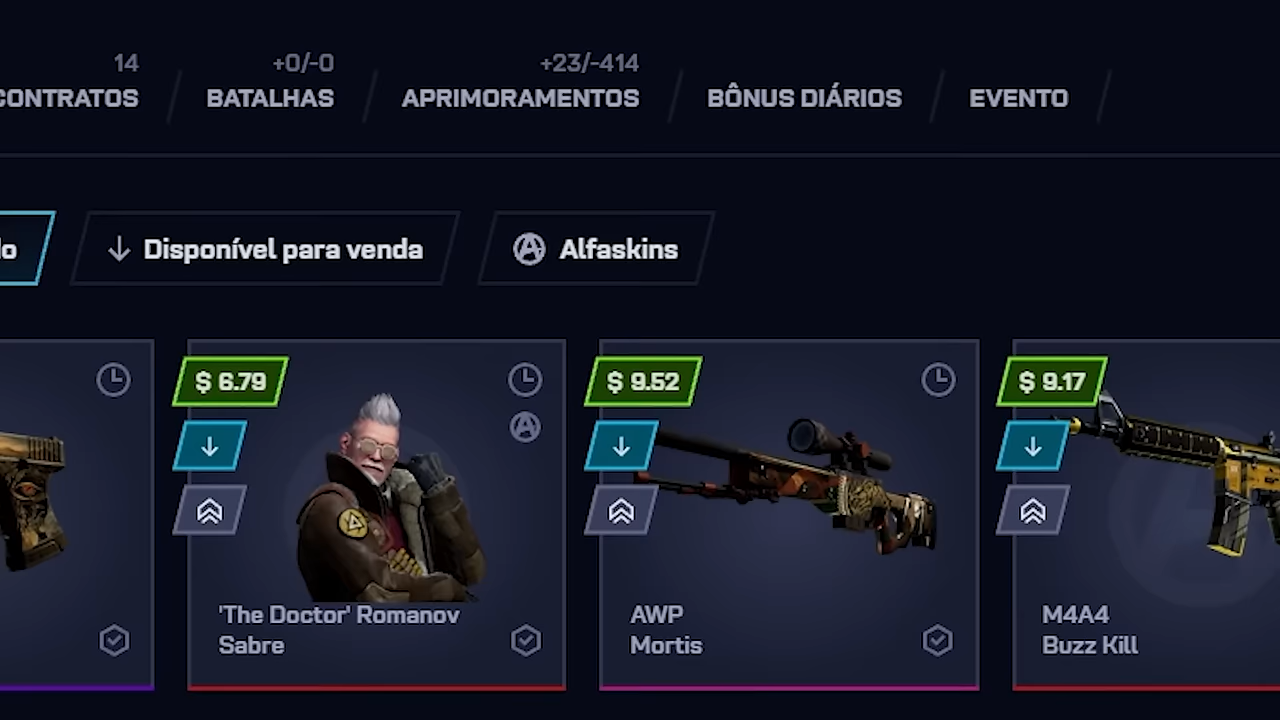 14
+0/-0
+23/-414
CONTRATOS
BATALHAS
APRIMORAMENTOS
BÔNUS DIÁRIOS
EVENTO
Disponível para venda
Alfaskins
$ 6.79
$ 9.52
$ 9.17
'The Doctor' Romanov
Sabre
AWP
Mortis
M4A4
Buzz Kill